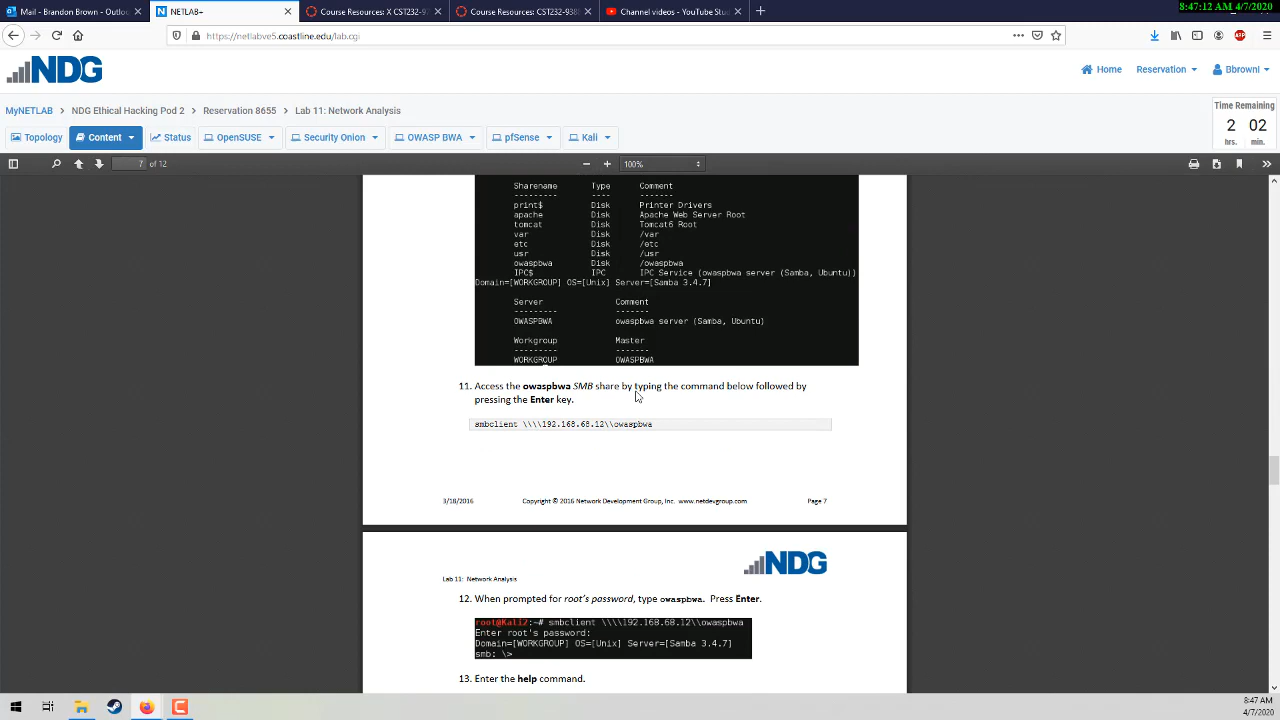 Mail - Brandon Brown - Outloo
NETLAB+
Course Resources: X CST232-97
Course Resources: CST232-938
Channel videos - YouTube Stud
8:47:12 AM 4/7/2020
https://netlabve5.coastline.edu/lab.cgi
NDG
Home
Reservation
Bbrownl
MyNETLAB
NDG Ethical Hacking Pod 2
Reservation 8655
Lab 11: Network Analysis
Time Remaining
2 02
hrs. min.
Topology
Content
Status
OpenSUSE
Security Onion
OWASP BWA
pfSense
Kali
7 of 12
100%
Sharename Type Comment
--------- ---- -------
print$ Disk Printer Drivers
apache Disk Apache Web Server Root
tomcat Disk Tomcat6 Root
var Disk /var
etc Disk /etc
usr Disk /usr
owaspbwa Disk /owaspbwa
IPC$ IPC IPC Service (owaspbwa server (Samba, Ubuntu))
Domain=[WORKGROUP] OS=[Unix] Server=[Samba 3.4.7]
Server Comment
--------- -------
OWASPBWA owaspbwa server (Samba, Ubuntu)
Workgroup Master
--------- -------
WORKGROUP OWASPBWA
11. Access the owaspbwa SMB share by typing the command below followed by
pressing the Enter key.
smbclient \\\\192.168.68.12\\owaspbwa
3/18/2016 Copyright © 2016 Network Development Group, Inc. www.netdevgroup.com Page 7
NDG
Lab 11: Network Analysis
12. When prompted for root's password, type owaspbwa. Press Enter.
root@Kali2:~# smbclient \\\\192.168.68.12\\owaspbwa
Enter root's password:
Domain=[WORKGROUP] OS=[Unix] Server=[Samba 3.4.7]
smb: \>
13. Enter the help command.
8:47 AM
4/7/2020